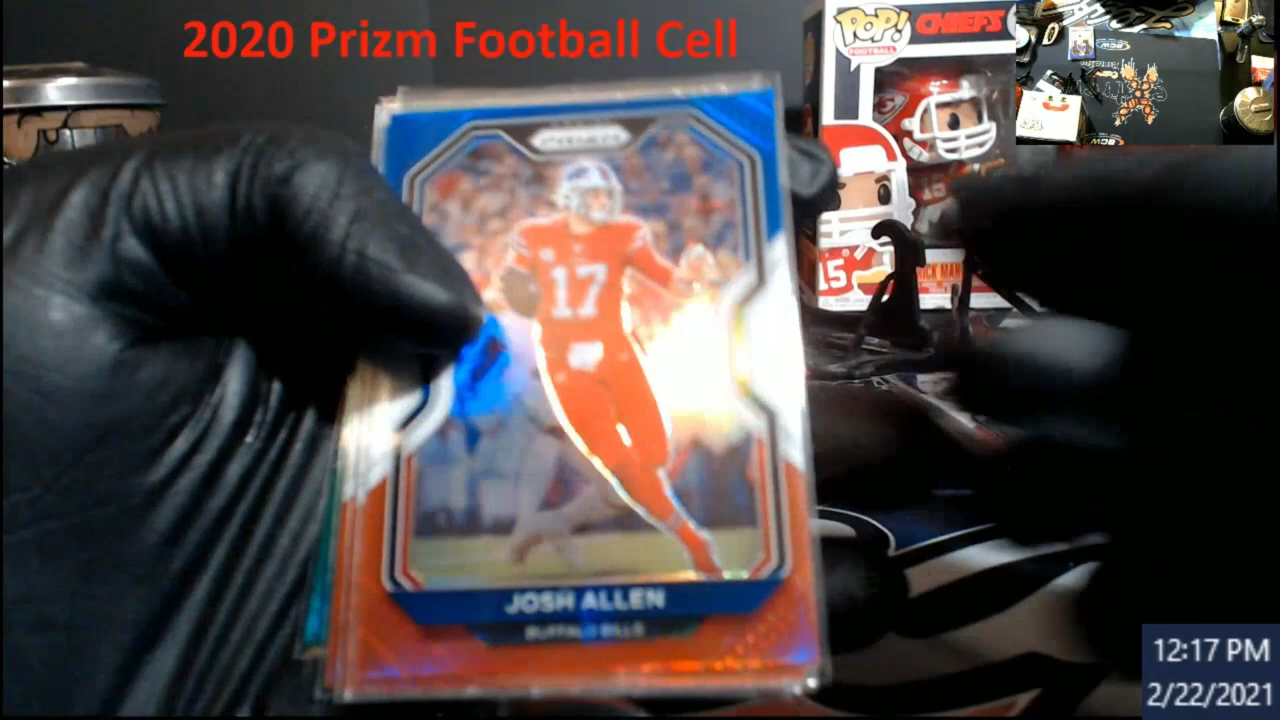 2020 Prizm Football Cell
POP!
FOOTBALL
CHIEFS
PRIZM
17
15
JOSH ALLEN
BUFFALO BILLS
12:17 PM
2/22/2021